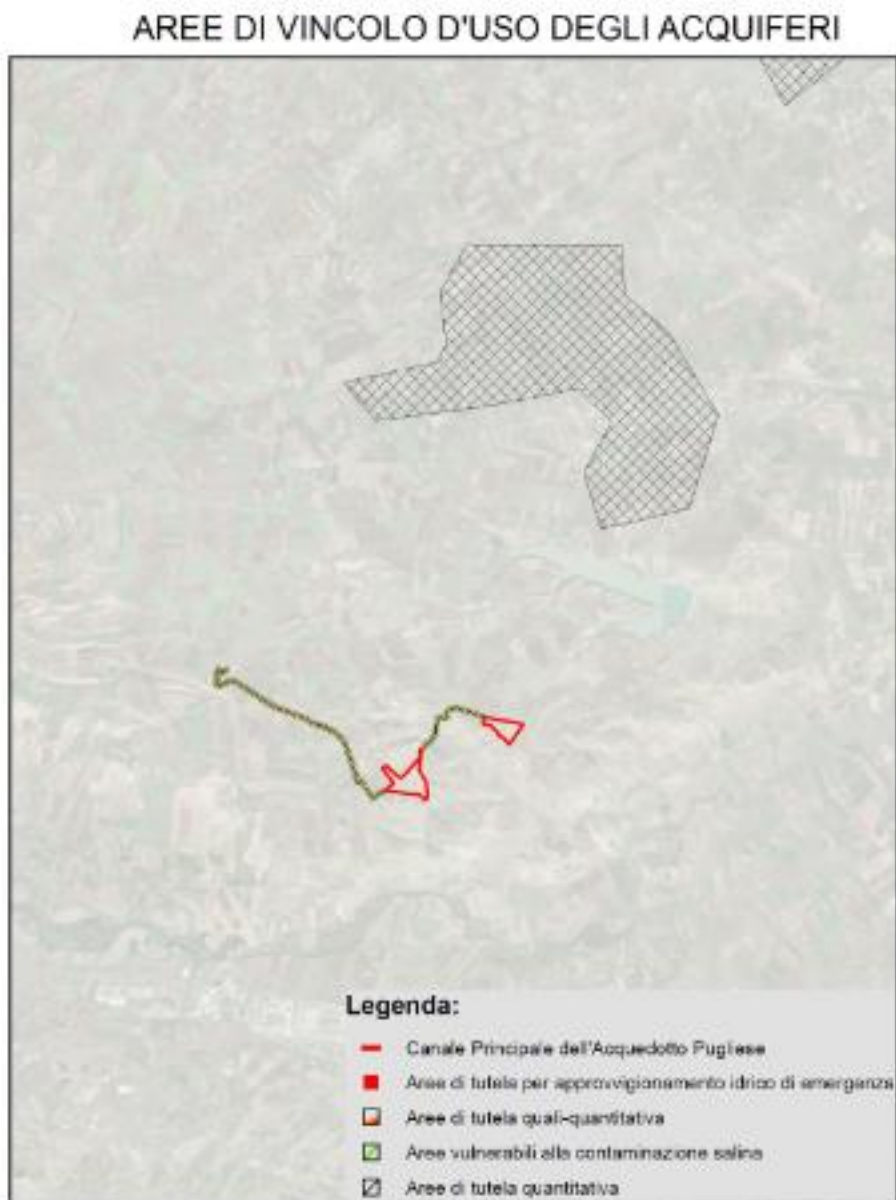 AREE DI VINCOLO D'USO DEGLI ACQUIFERI
Legenda:
Canale Principale dell'Acquedotto Pugliese
Aree di tutela per approvvigionamento idrico di emergenza
Aree di tutela quali-quantitativa
Aree vulnerabili alla contaminazione salina
Aree di tutela quantitativa